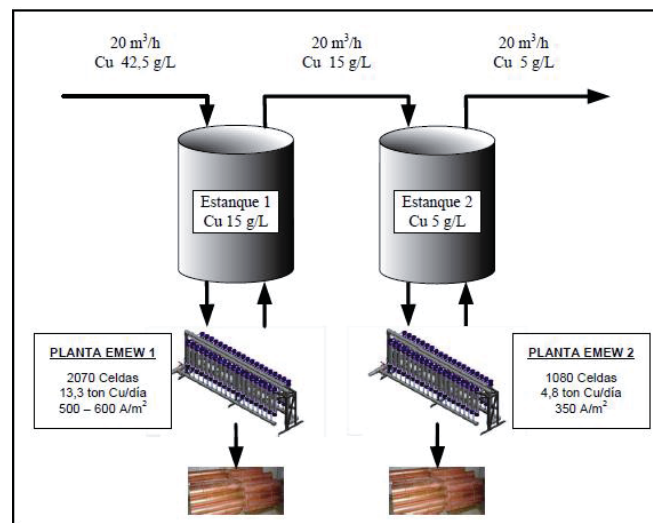 20 m³/h
Cu 42,5 g/L
20 m³/h
Cu 15 g/L
20 m³/h
Cu 5 g/L
Estanque 1
Cu 15 g/L
Estanque 2
Cu 5 g/L
PLANTA EMEW 1
2070 Celdas
13,3 ton Cu/día
500 – 600 A/m²
PLANTA EMEW 2
1080 Celdas
4,8 ton Cu/día
350 A/m²